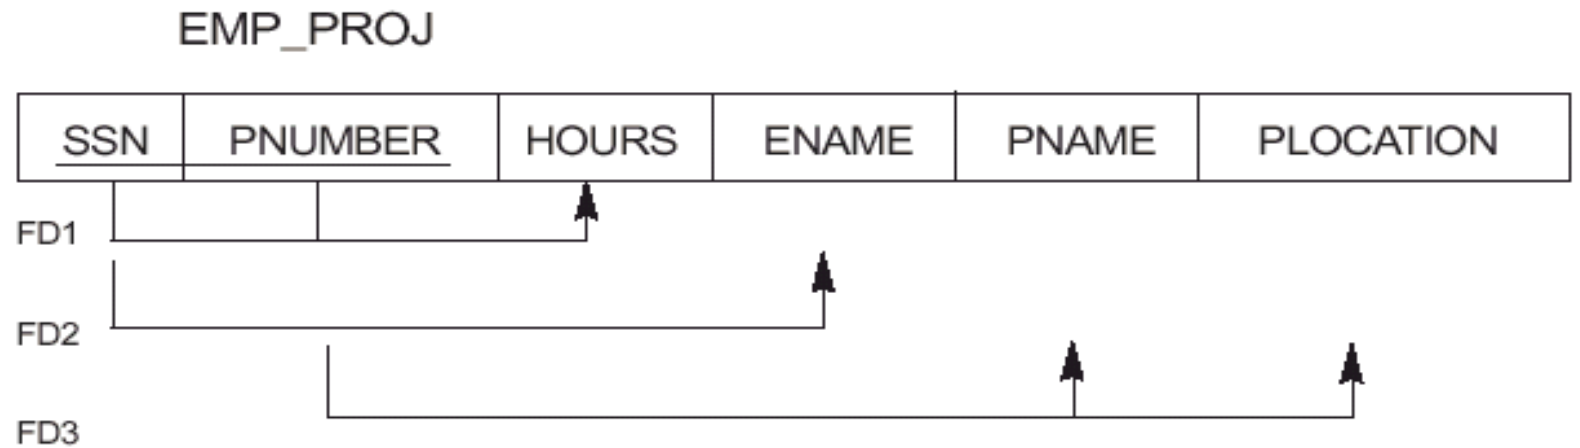 EMP_PROJ
SSN PNUMBER HOURS ENAME PNAME PLOCATION
FD1
FD2
FD3